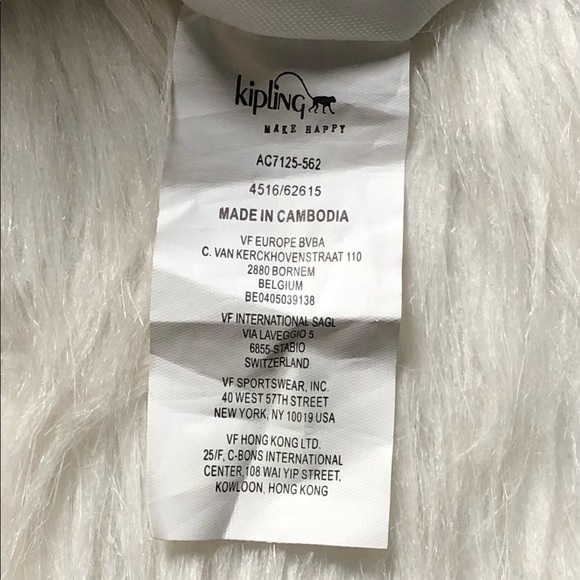 kipling
MAKE HAPPY
AC7125-562
4516/62615
MADE IN CAMBODIA
VF EUROPE BVBA
C. VAN KERCKHOVENSTRAAT 110
2880 BORNEM
BELGIUM
BE0405039138
VF INTERNATIONAL SAGL
VIA LAVEGGIO 5
6855-STABIO
SWITZERLAND
VF SPORTSWEAR, INC.
40 WEST 57TH STREET
NEW YORK, NY 10019 USA
VF HONG KONG LTD.
25/F, C-BONS INTERNATIONAL
CENTER,108 WAI YIP STREET,
KOWLOON, HONG KONG